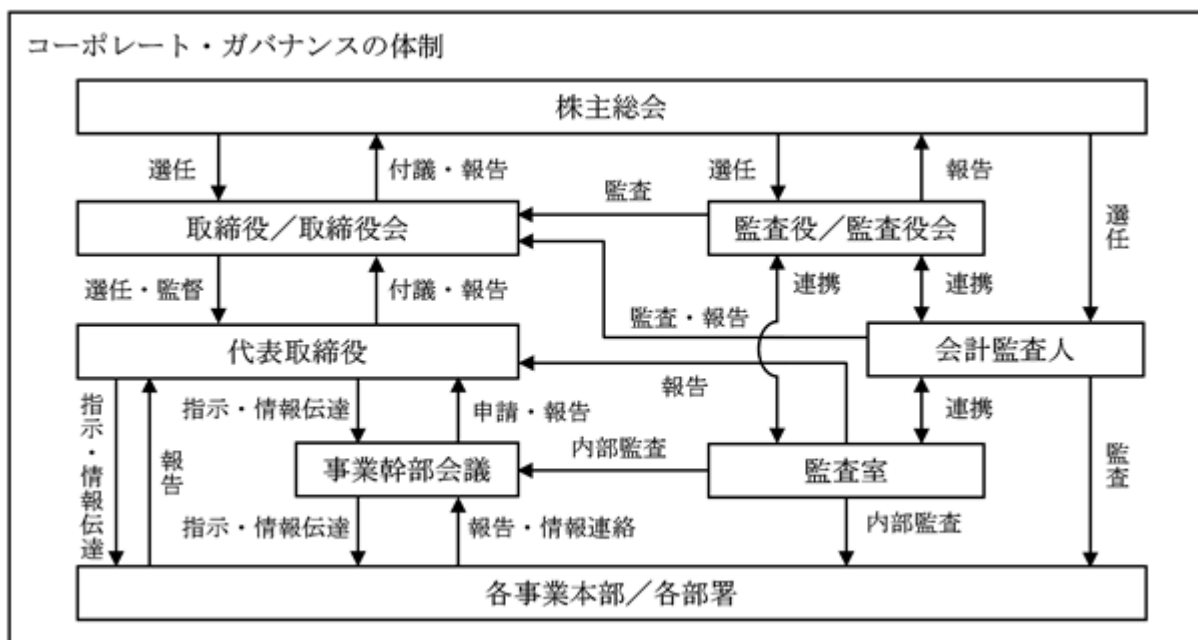 コーポレート・ガバナンスの体制
株主総会
選任
付議・報告
選任
報告
監査
選任
取締役／取締役会
監査役／監査役会
選任・監督
付議・報告
連携
連携
監査・報告
代表取締役
会計監査人
報告
指示・情報伝達
報告
指示・情報伝達
申請・報告
連携
内部監査
監査
事業幹部会議
監査室
指示・情報伝達
報告・情報連絡
内部監査
各事業本部／各部署